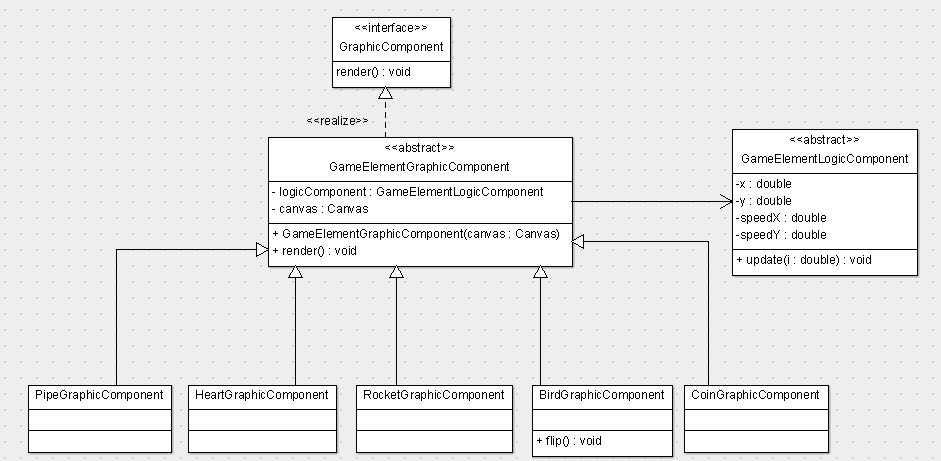 <<interface>>
GraphicComponent
render() : void
<<realize>>
<<abstract>>
GameElementGraphicComponent
- logicComponent : GameElementLogicComponent
- canvas : Canvas
+ GameElementGraphicComponent(canvas : Canvas)
+ render() : void
<<abstract>>
GameElementLogicComponent
-x : double
-y : double
-speedX : double
-speedY : double
+ update(i : double) : void
PipeGraphicComponent
HeartGraphicComponent
RocketGraphicComponent
BirdGraphicComponent
+ flip() : void
CoinGraphicComponent